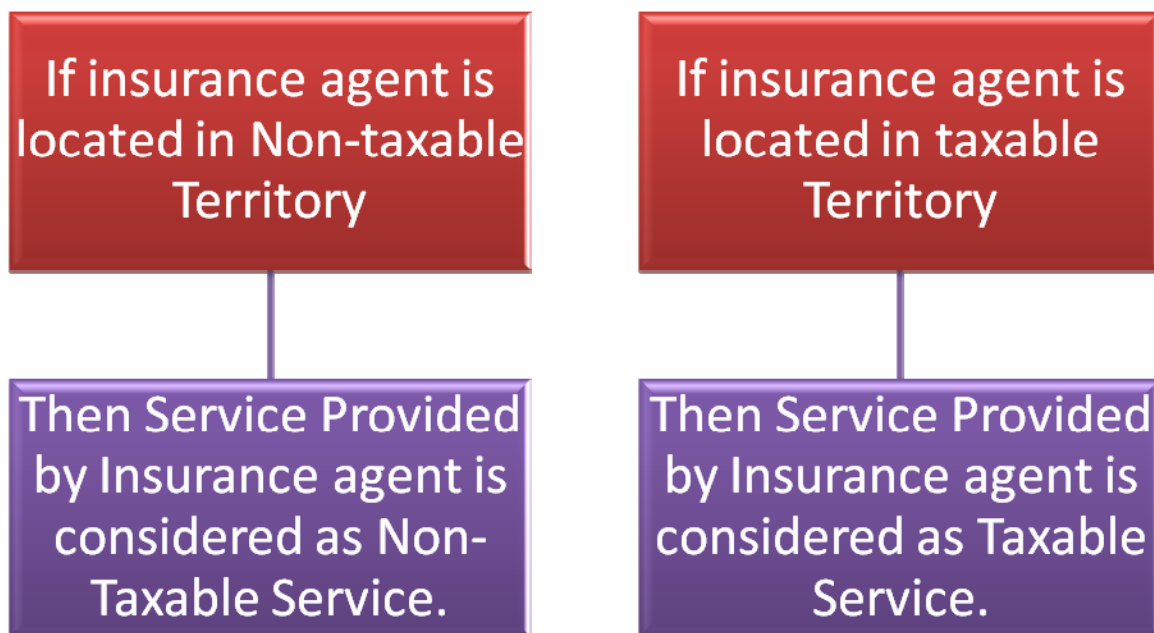 If insurance agent is
located in Non-taxable
Territory
Then Service Provided
by Insurance agent is
considered as Non-
Taxable Service.
If insurance agent is
located in taxable
Territory
Then Service Provided
by Insurance agent is
considered as Taxable
Service.